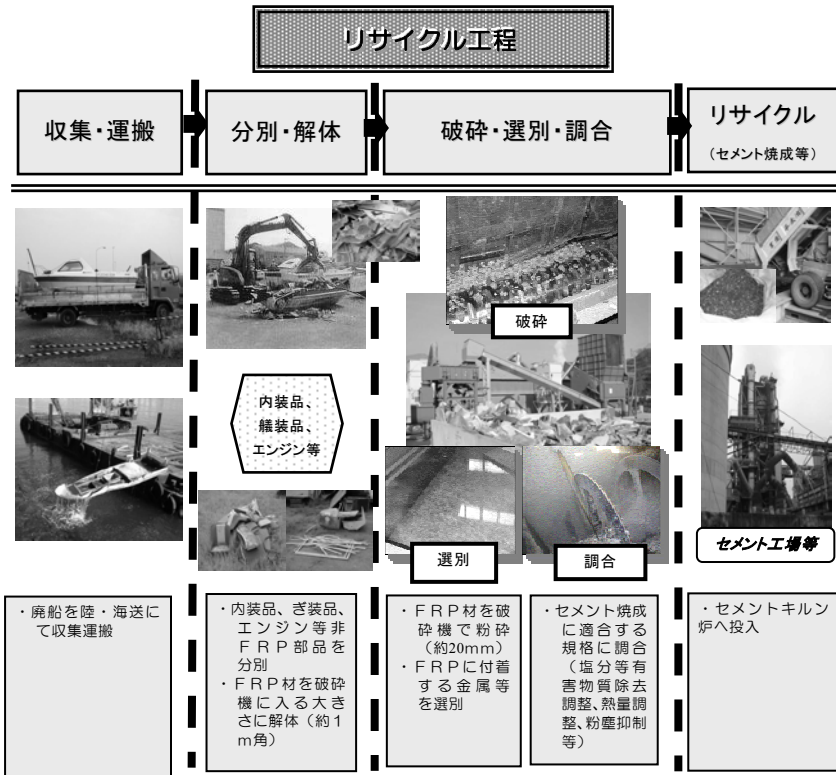 リサイクル工程
収集・運搬
分別・解体
破砕・選別・調合
リサイクル
（セメント焼成等）
破砕
内装品、
艤装品、
エンジン等
選別
調合
セメント工場等
・廃船を陸・海送に
て収集運搬
・内装品、ぎ装品、
エンジン等非
ＦＲＰ部品を
分別
・ＦＲＰ材を破砕
機に入る大き
さに解体（約１
ｍ角）
・ＦＲＰ材を破
砕機で粉砕
（約20mm）
・ＦＲＰに付着
する金属等
を選別
・セメント焼成
に適合する
規格に調合
（塩分等有
害物質除去
調整、熱量調
整、粉塵抑制
等）
・セメントキルン
炉へ投入